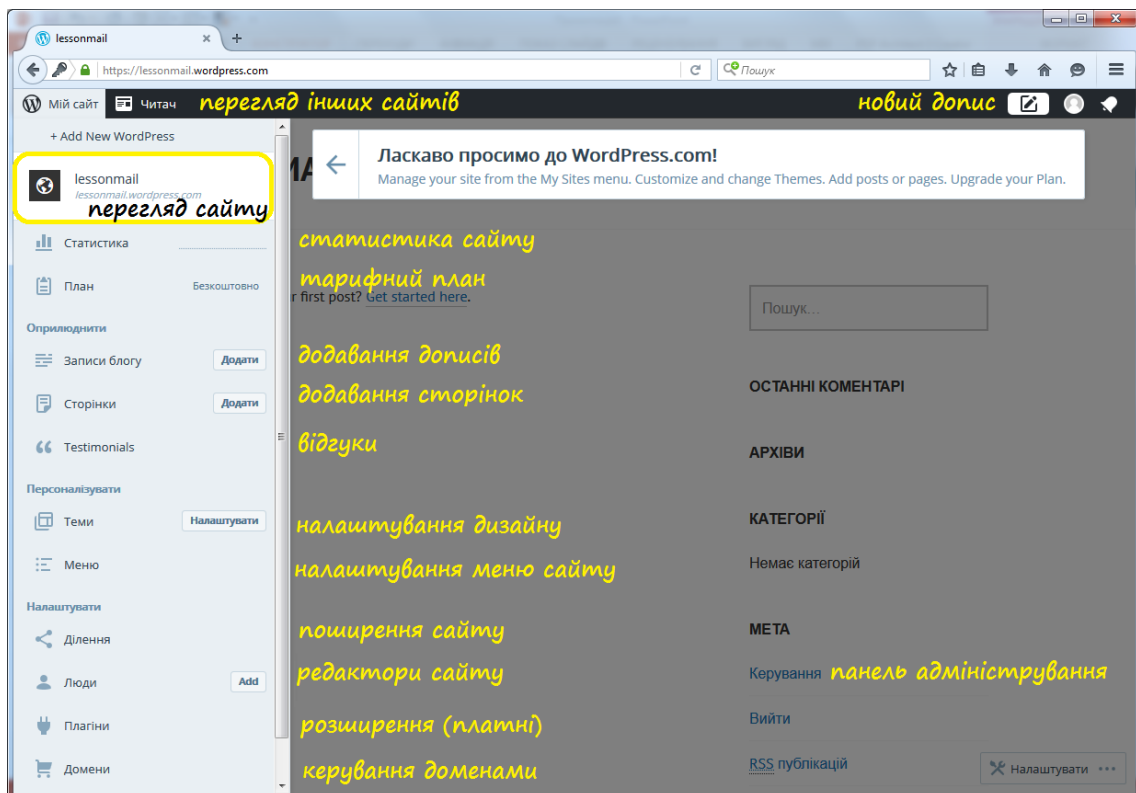 lessonmail
https://lessonmail.wordpress.com
Пошук
Мій сайт Читач перегляд інших сайтів новий допис
+ Add New WordPress
lessonmail
lessonmail.wordpress.com
перегляд сайту
Ласкаво просимо до WordPress.com!
Manage your site from the My Sites menu. Customize and change Themes. Add posts or pages. Upgrade your Plan.
Статистика статистика сайту
План Безкоштовно тарифний план
r first post? Get started here.
Пошук...
Оприлюднити
Записи блогу Додати додавання дописів
Сторінки Додати додавання сторінок
ОСТАННІ КОМЕНТАРІ
Testimonials відгуки
АРХІВИ
Персоналізувати
Теми Налаштувати налаштування дизайну
КАТЕГОРІЇ
Меню налаштування меню сайту
Немає категорій
Налаштувати
Ділення поширення сайту
МЕТА
Люди Add редактори сайту
Керування панель адміністрування
Плагіни розширення (платні)
Вийти
Домени керування доменами
RSS публікацій
Налаштувати